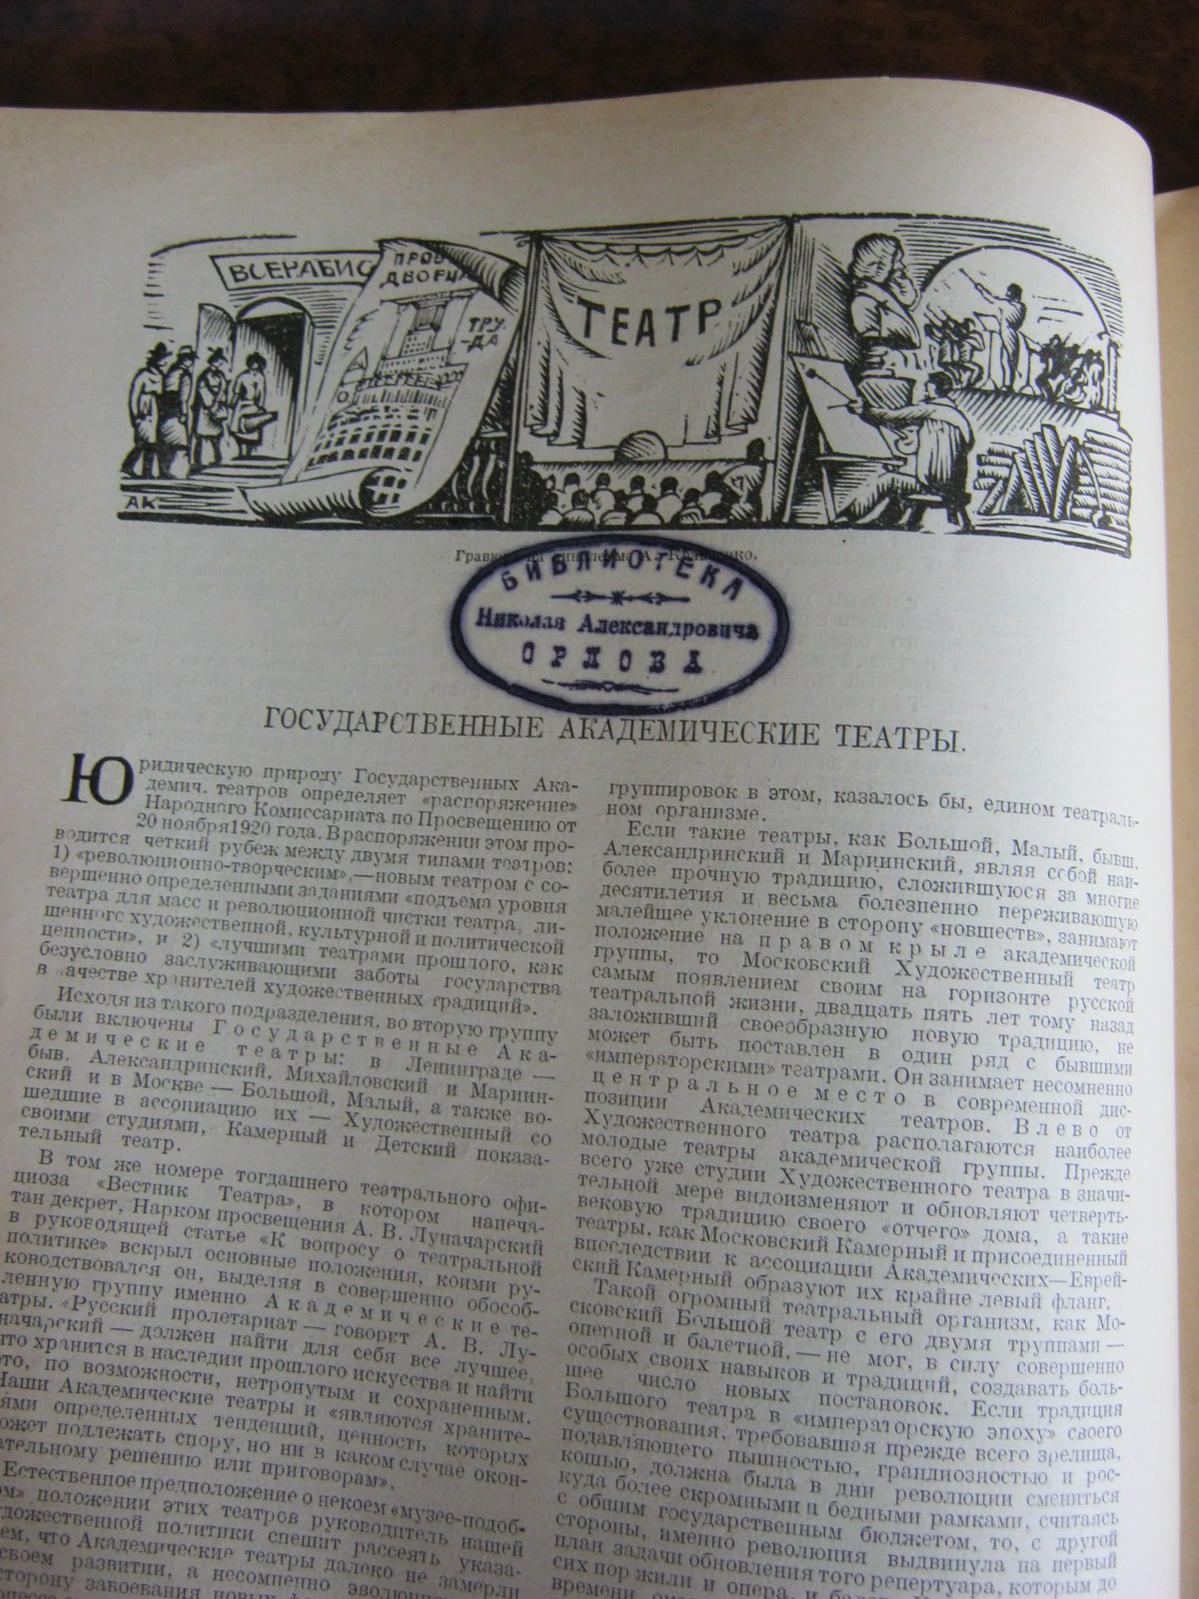 ВСЕРАБИС
ПРОЕ
ДВОРЦА
ТРУ-
-ДА
ТЕАТР
АК
БИБЛИОТЕКА
Николая Александровича
ОРЛОВА
ГОСУДАРСТВЕННЫЕ АКАДЕМИЧЕСКИЕ ТЕАТРЫ.
Юридическую природу Государственных Ака-
демич. театров определяет «распоряжение»
Народного Комиссариата по Просвещению от
20 ноября 1920 года. В распоряжении этом про-
водится четкий рубеж между двумя типами театров:
1) «революционно-творческим»,—новым театром с со-
вершенно определенными заданиями «подъема уровня
театра для масс и революционной чистки театра, ли-
шенного художественной, культурной и политической
ценности», и 2) «лучшими театрами прошлого, как
безусловно заслуживающими заботы государства
в качестве хранителей художественных традиций».
Исходя из такого подразделения, во вторую группу
были включены Государственные Ака-
демические театры: в Ленинграде —
быв. Александринский, Михайловский и Мариин-
ский и в Москве — Большой, Малый, а также во-
шедшие в ассоциацию их — Художественный со
своими студиями, Камерный и Детский показа-
тельный театр.
В том же номере тогдашнего театрального офи-
циоза «Вестник Театра», в котором напеча-
тан декрет, Нарком просвещения А. В. Луначарский
в руководящей статье «К вопросу о театральной
политике» вскрыл основные положения, коими ру-
ководствовался он, выделяя в совершенно обособ-
ленную группу именно Академические те-
атры. «Русский пролетариат — говорит А. В. Лу-
начарский — должен найти для себя все лучшее,
что хранится в наследии прошлого искусства и найти
это, по возможности, нетронутым и сохраненным.
Наши Академические театры и «являются храните-
ями определенных тенденций, ценность которых
ожет подлежать спору, но ни в каком случае окон-
ательному решению или приговорам».
Естественное предположение о некоем «музее-подоб-
ом» положении этих театров руководитель нашей
дожественной политики спешит рассеять указа-
ем, что Академические театры далеко не замерли
своем развитии, а несомненно эволюцио
сторону завоевания новых
группировок в этом, казалось бы, едином театраль-
ном организме.
Если такие театры, как Большой, Малый, бывш.
Александринский и Мариинский, являя собой наи-
более прочную традицию, сложившуюся за многие
десятилетия и весьма болезненно переживающую
малейшее уклонение в сторону «новшеств», занимают
положение на правом крыле академической
группы, то Московский Художественный театр
самым появлением своим на горизонте русской
театральной жизни, двадцать пять лет тому назад
заложивший своеобразную новую традицию, не
может быть поставлен в один ряд с бывшими
«императорскими» театрами. Он занимает несомненно
центральное место в современной дис-
позиции Академических театров. Влево от
Художественного театра располагаются наиболее
молодые театры академической группы. Прежде
всего уже студии Художественного театра в значи-
тельной мере видоизменяют и обновляют четверть-
вековую традицию своего «отчего» дома, а такие
театры, как Московский Камерный и присоединенный
впоследствии к ассоциации Академических—Еврей-
ский Камерный образуют их крайне левый фланг.
Такой огромный театральный организм, как Мо-
сковский Большой театр с его двумя труппами —
оперной и балетной, — не мог, в силу совершенно
особых своих навыков и традиций, создавать боль-
шее число новых постановок. Если традиция
Большого театра в «императорскую эпоху» своего
существования, требовавшая прежде всего зрелища,
подавляющего пышностью, грандиозностью и рос-
кошью, должна была в дни революции смениться
куда более скромными и бедными рамками, считаясь
с общим государственным бюджетом, то, с другой
стороны, именно революция выдвинула на первый
план задачи обновления того репертуара, которым до
сих пор жили и опера, и балет.
времени